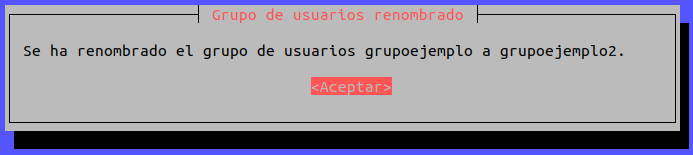 Grupo de usuarios renombrado
Se ha renombrado el grupo de usuarios grupoejemplo a grupoejemplo2.
<Aceptar>